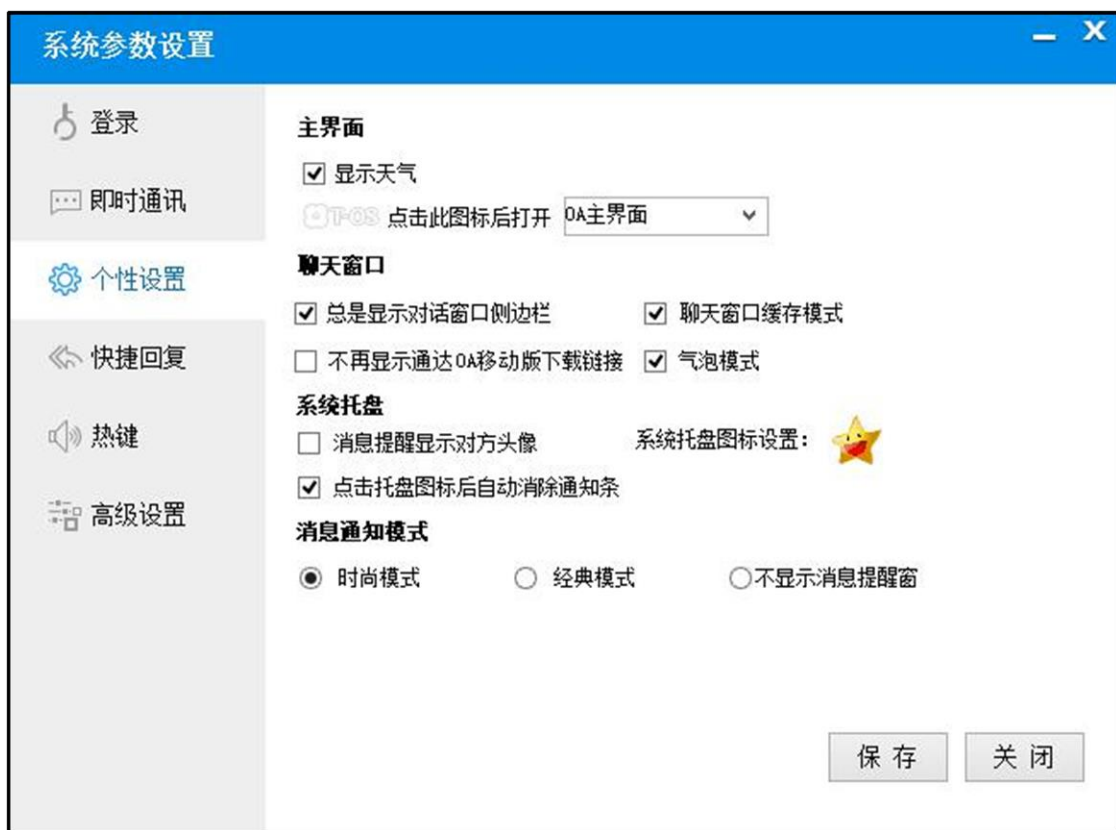 系统参数设置
登录
即时通讯
个性设置
快捷回复
热键
高级设置
主界面
显示天气
T-OS 点击此图标后打开 OA主界面
聊天窗口
总是显示对话窗口侧边栏 聊天窗口缓存模式
不再显示通达OA移动版下载链接 气泡模式
系统托盘
消息提醒显示对方头像 系统托盘图标设置：
点击托盘图标后自动消除通知条
消息通知模式
时尚模式 经典模式 不显示消息提醒窗
保存 关闭